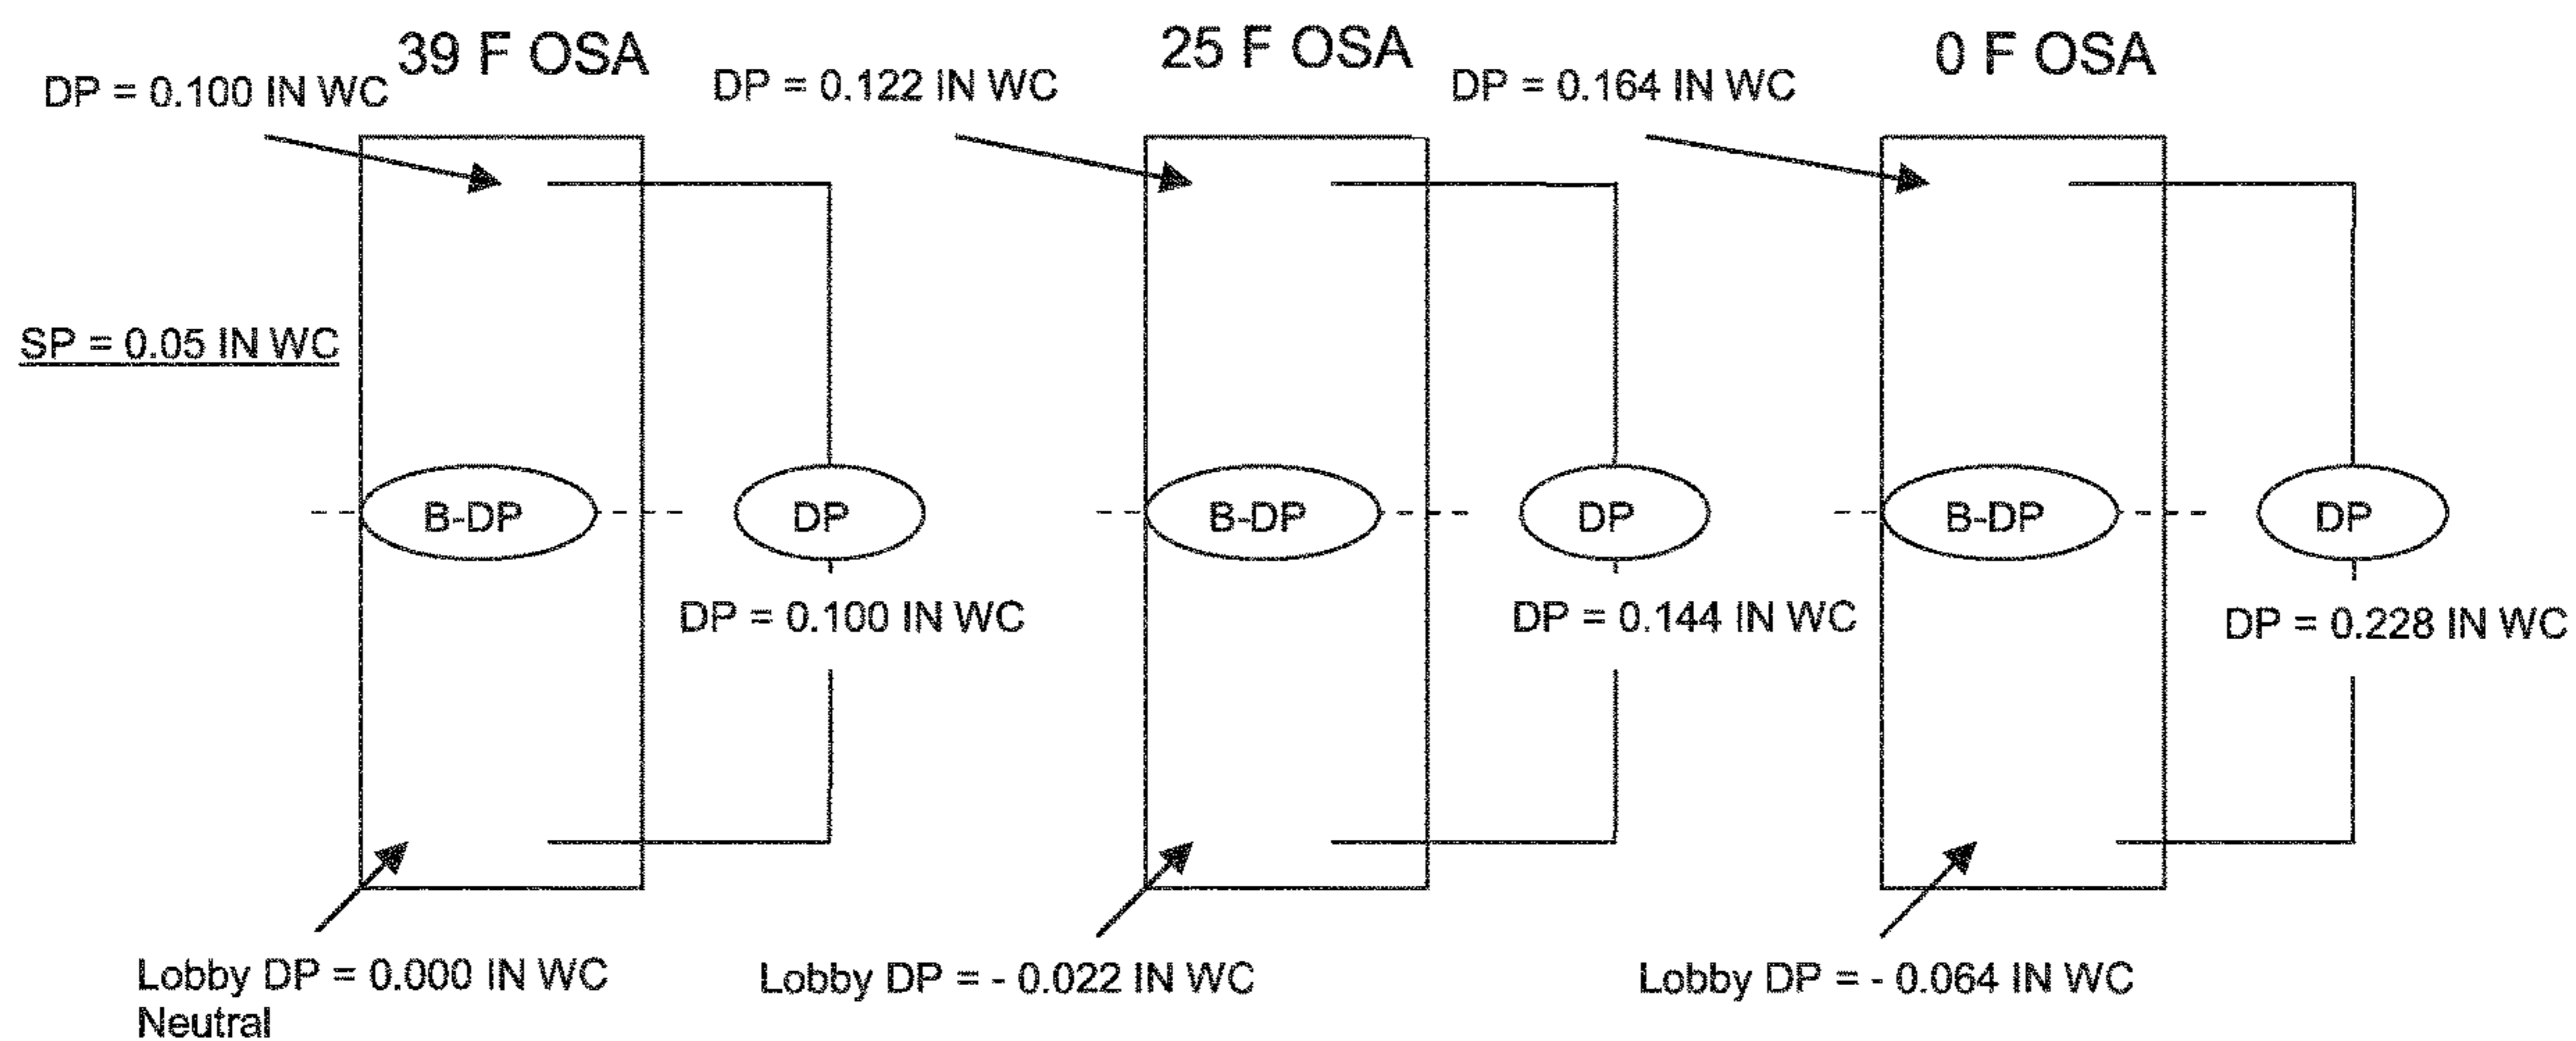 39 F OSA
DP = 0.100 IN WC
SP = 0.05 IN WC
B-DP
DP
DP = 0.100 IN WC
Lobby DP = 0.000 IN WC
Neutral
25 F OSA
DP = 0.122 IN WC
B-DP
DP
DP = 0.144 IN WC
Lobby DP = - 0.022 IN WC
0 F OSA
DP = 0.164 IN WC
B-DP
DP
DP = 0.228 IN WC
Lobby DP = - 0.064 IN WC